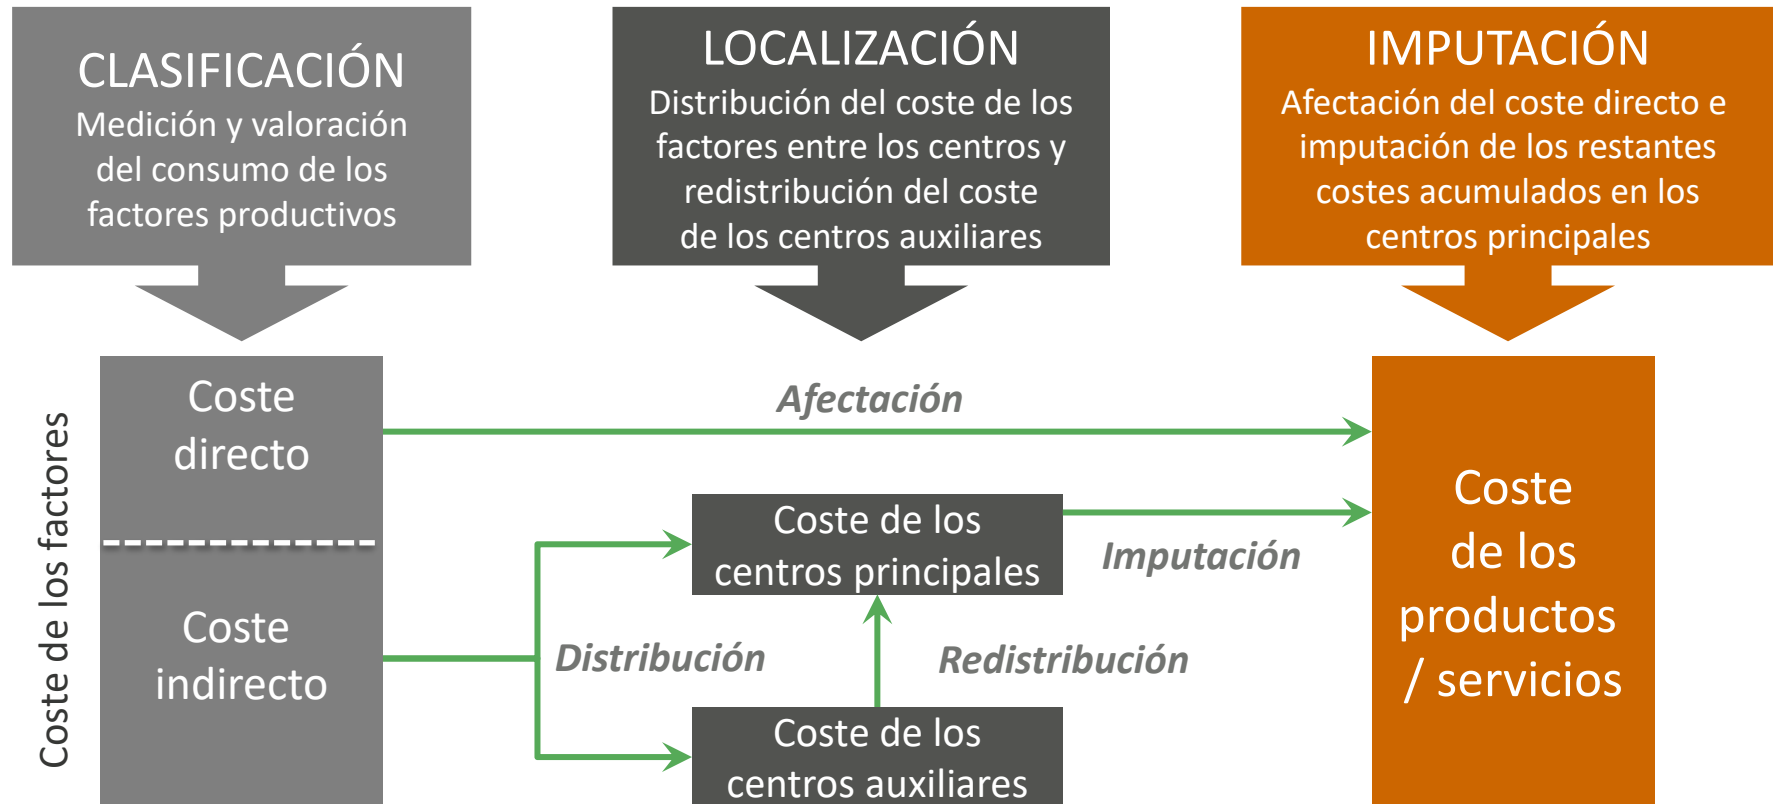 CLASIFICACIÓN
Medición y valoración
del consumo de los
factores productivos
LOCALIZACIÓN
Distribución del coste de los
factores entre los centros y
redistribución del coste
de los centros auxiliares
IMPUTACIÓN
Afectación del coste directo e
imputación de los restantes
costes acumulados en los
centros principales
Coste de los factores
Coste
directo
Coste
indirecto
Afectación
Distribución
Coste de los
centros principales
Redistribución
Coste de los
centros auxiliares
Imputación
Coste
de los
productos
/ servicios